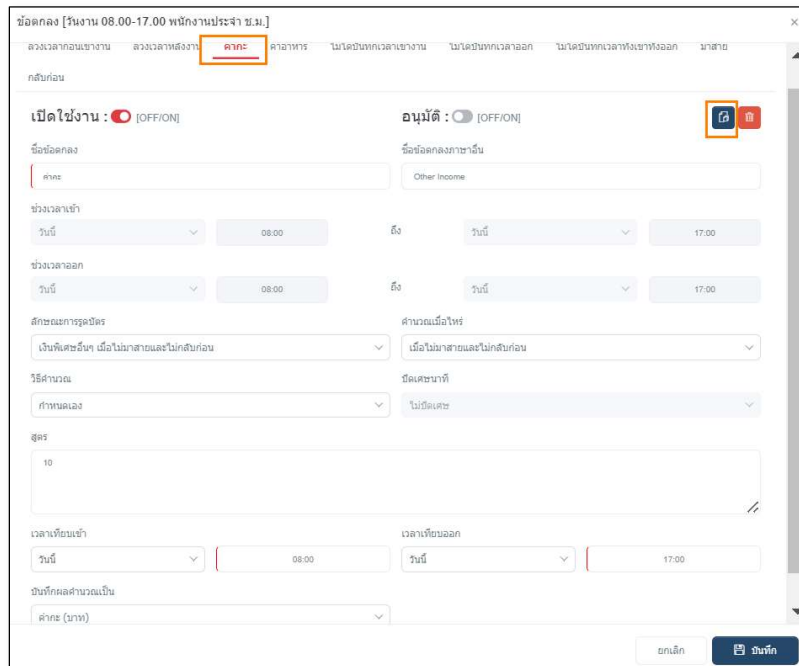 ข้อตกลง [วันงาน 08.00-17.00 พนักงานประจำ ช.ม.]
ล่วงเวลาก่อนเข้างาน ล่วงเวลาหลังงาน ค่ากะ ค่าอาหาร ไม่ได้บันทึกเวลาเข้างาน ไม่ได้บันทึกเวลาออก ไม่ได้บันทึกเวลาทั้งเข้าทั้งออก มาสาย
กลับก่อน
เปิดใช้งาน : [OFF/ON] อนุมัติ : [OFF/ON]
ชื่อข้อตกลง ชื่อข้อตกลงภาษาอื่น
ค่ากะ Other Income
ช่วงเวลาเข้า
วันนี้ 08:00 ถึง วันนี้ 17:00
ช่วงเวลาออก
วันนี้ 08:00 ถึง วันนี้ 17:00
ลักษณะการรูดบัตร คำนวณเมื่อไหร่
เงินพิเศษอื่นๆ เมื่อไม่มาสายและไม่กลับก่อน เมื่อไม่มาสายและไม่กลับก่อน
วิธีคำนวณ ปัดเศษนาที
กำหนดเอง ไม่ปัดเศษ
สูตร
10
เวลาเทียบเข้า เวลาเทียบออก
วันนี้ 08:00 วันนี้ 17:00
บันทึกผลคำนวณเป็น
ค่ากะ (บาท)
ยกเลิก บันทึก